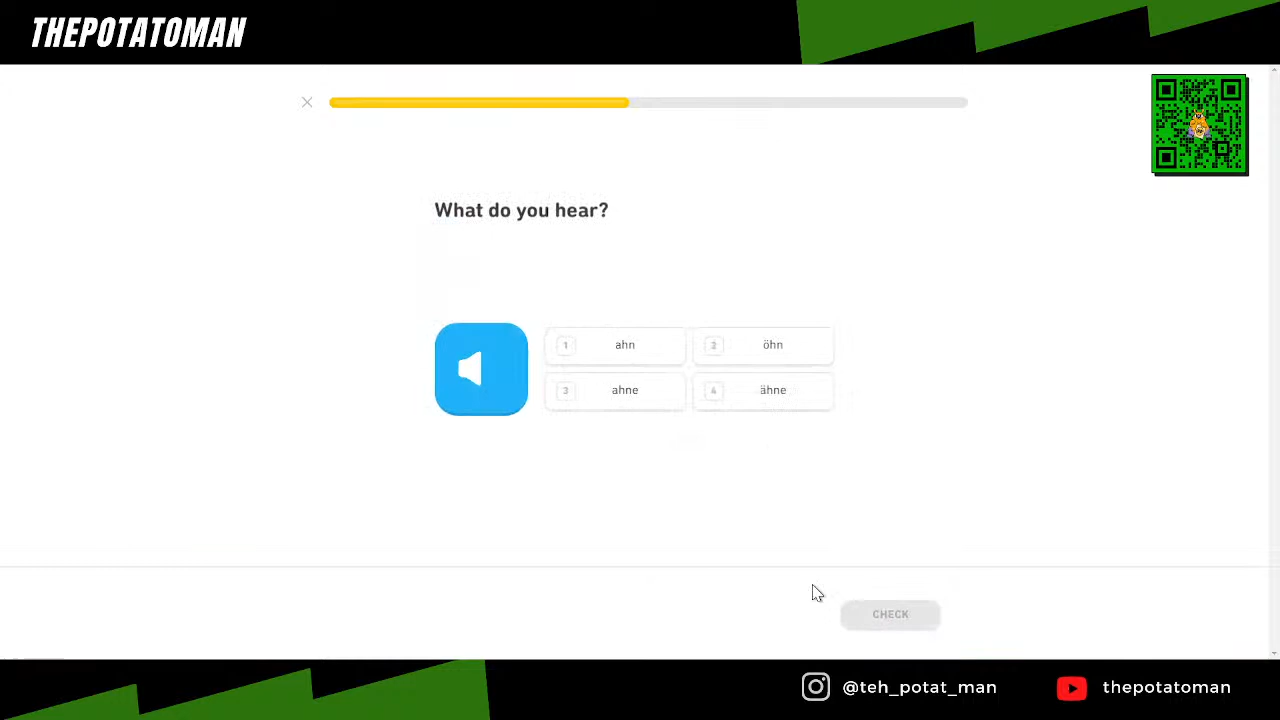 THEPOTATOMAN
What do you hear?
1 ahn 2 öhn
3 ahne 4 ähne
CHECK
@teh_potat_man thepotatoman